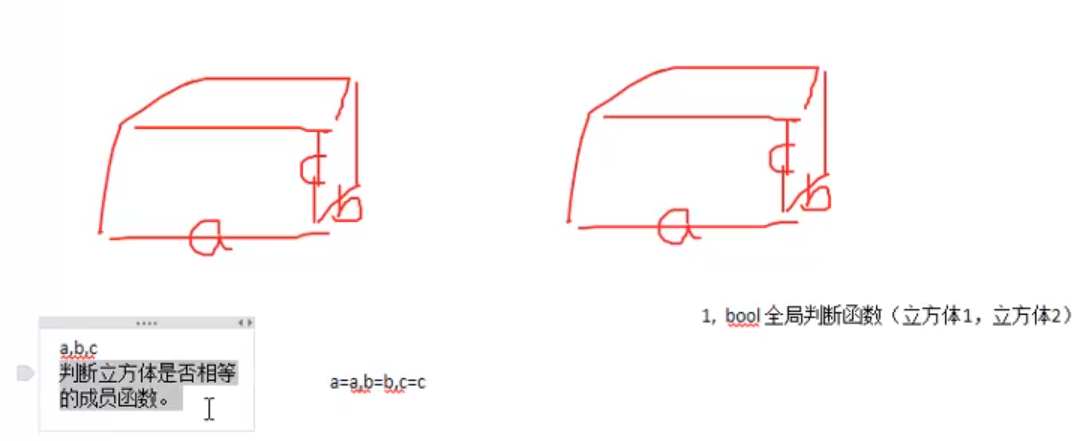 c
b
a
c
b
a
1, bool 全局判断函数（立方体1，立方体2）
a,b,c
判断立方体是否相等
的成员函数。
a=a,b=b,c=c